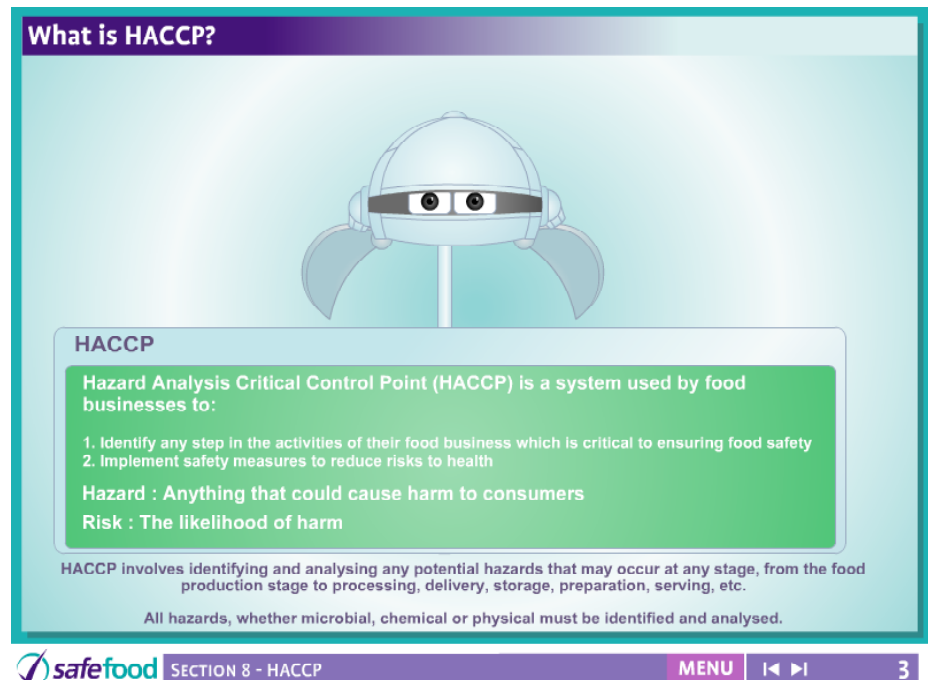 What is HACCP?
HACCP
Hazard Analysis Critical Control Point (HACCP) is a system used by food
businesses to:
1. Identify any step in the activities of their food business which is critical to ensuring food safety
2. Implement safety measures to reduce risks to health
Hazard : Anything that could cause harm to consumers
Risk : The likelihood of harm
HACCP involves identifying and analysing any potential hazards that may occur at any stage, from the food
production stage to processing, delivery, storage, preparation, serving, etc.
All hazards, whether microbial, chemical or physical must be identified and analysed.
safefood SECTION 8 - HACCP MENU 3